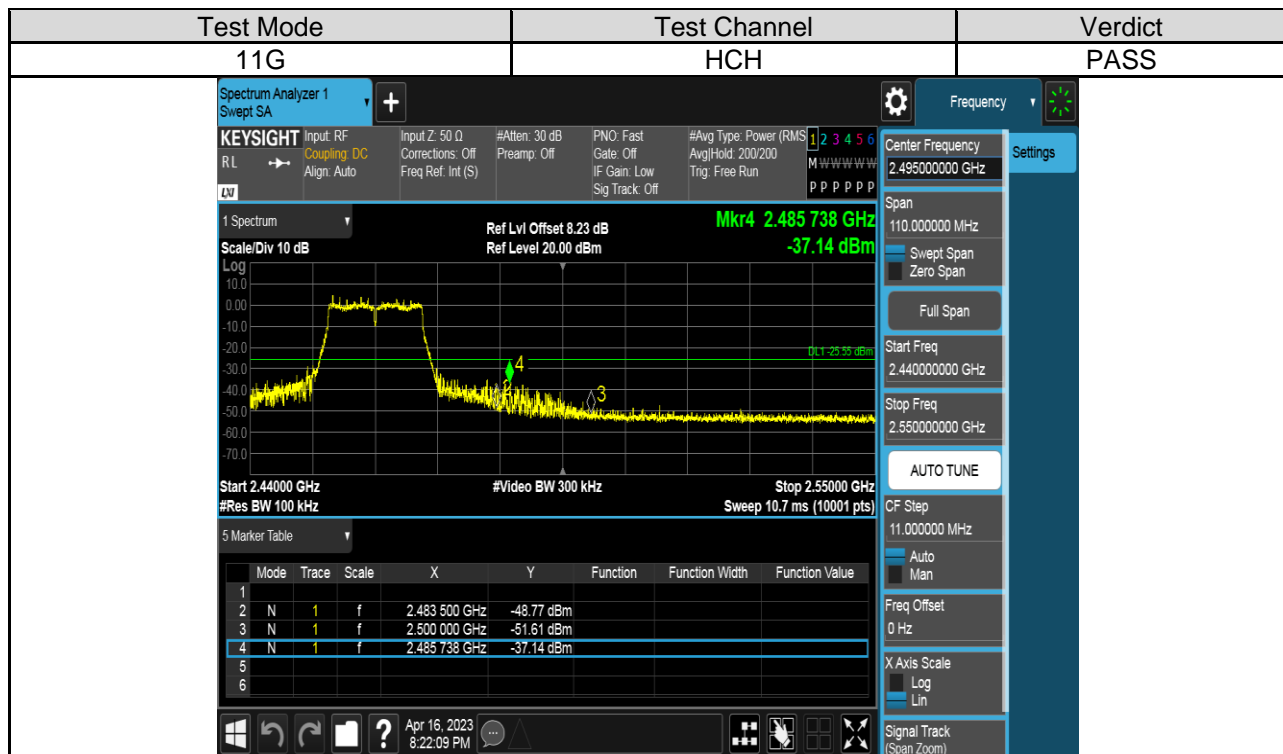 Test Mode Test Channel Verdict
11G HCH PASS
Spectrum Analyzer 1
Swept SA
+
Frequency
KEYSIGHT
R L
LXI
Input: RF
Coupling: DC
Align: Auto
Input Z: 50 Ω
Corrections: Off
Freq Ref: Int (S)
#Atten: 30 dB
Preamp: Off
PNO: Fast
Gate: Off
IF Gain: Low
Sig Track: Off
#Avg Type: Power (RMS
Avg|Hold: 200/200
Trig: Free Run
1 2 3 4 5 6
M W W W W W
P P P P P P
1 Spectrum
Scale/Div 10 dB
Ref Lvl Offset 8.23 dB
Ref Level 20.00 dBm
Mkr4 2.485 738 GHz
-37.14 dBm
Log
10.0
0.00
-10.0
-20.0
-30.0
-40.0
-50.0
-60.0
-70.0
DL1 -25.55 dBm
4
2
3
Start 2.44000 GHz #Video BW 300 kHz Stop 2.55000 GHz
#Res BW 100 kHz Sweep 10.7 ms (10001 pts)
5 Marker Table
Mode Trace Scale X Y Function Function Width Function Value
1
2 N 1 f 2.483 500 GHz -48.77 dBm
3 N 1 f 2.500 000 GHz -51.61 dBm
4 N 1 f 2.485 738 GHz -37.14 dBm
5
6
?
Apr 16, 2023
8:22:09 PM
Center Frequency
2.495000000 GHz
Settings
Span
110.000000 MHz
Swept Span
Zero Span
Full Span
Start Freq
2.440000000 GHz
Stop Freq
2.550000000 GHz
AUTO TUNE
CF Step
11.000000 MHz
Auto
Man
Freq Offset
0 Hz
X Axis Scale
Log
Lin
Signal Track
(Span Zoom)